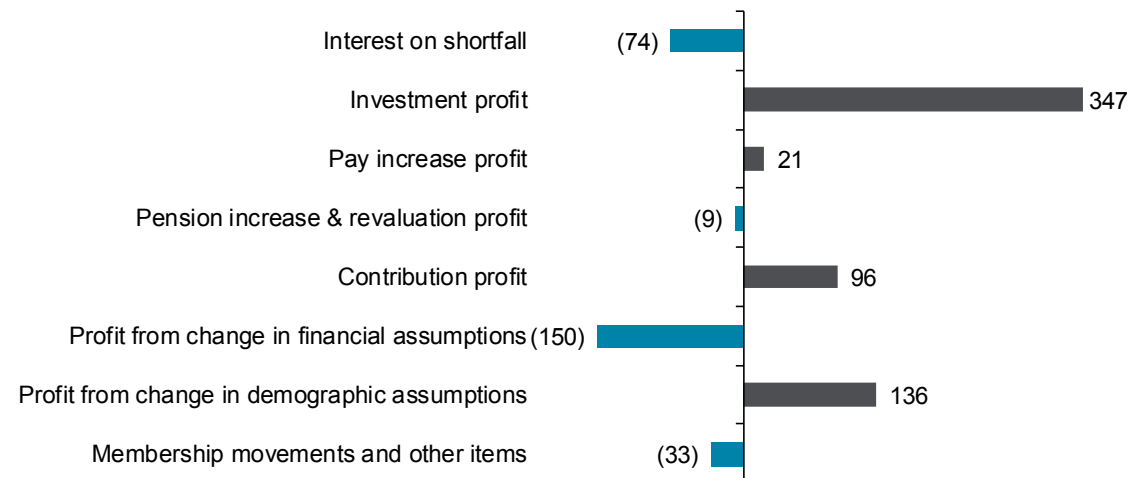 Interest on shortfall (74)
Investment profit 347
Pay increase profit 21
Pension increase & revaluation profit (9)
Contribution profit 96
Profit from change in financial assumptions (150)
Profit from change in demographic assumptions 136
Membership movements and other items (33)